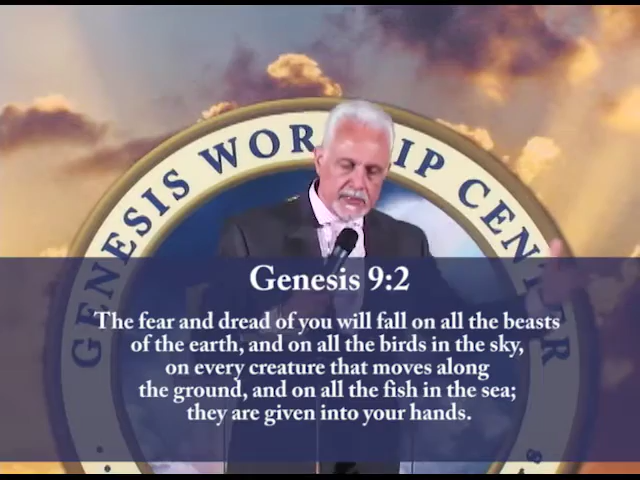 GENESIS WORSHIP CENTER
Genesis 9:2
The fear and dread of you will fall on all the beasts
of the earth, and on all the birds in the sky,
on every creature that moves along
the ground, and on all the fish in the sea;
they are given into your hands.